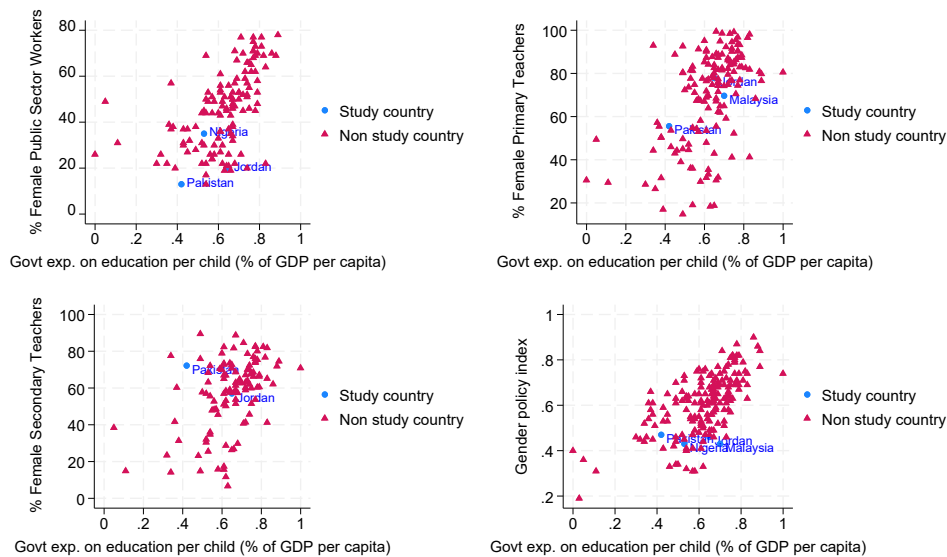 % Female Public Sector Workers
80
60
40
20
0
Nigeria
Jordan
Pakistan
0 .2 .4 .6 .8 1
Govt exp. on education per child (% of GDP per capita)
Study country
Non study country
% Female Primary Teachers
100
80
60
40
20
Jordan
Malaysia
Pakistan
0 .2 .4 .6 .8 1
Govt exp. on education per child (% of GDP per capita)
Study country
Non study country
% Female Secondary Teachers
100
80
60
40
20
0
Pakistan
Jordan
0 .2 .4 .6 .8 1
Govt exp. on education per child (% of GDP per capita)
Study country
Non study country
Gender policy index
1
.8
.6
.4
.2
Pakistan
Jordan
Nigeria
Malaysia
0 .2 .4 .6 .8 1
Govt exp. on education per child (% of GDP per capita)
Study country
Non study country